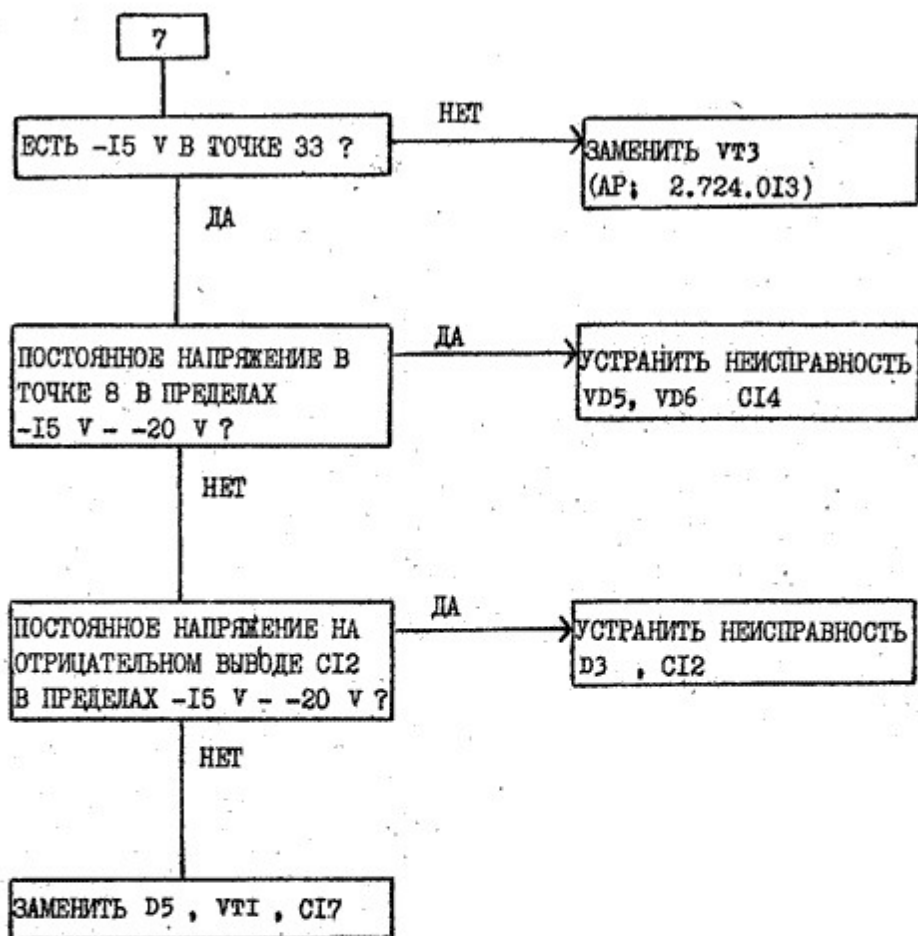 7
ЕСТЬ -I5 V В ТОЧКЕ 33 ?
НЕТ
ЗАМЕНИТЬ VT3
(АР; 2.724.0I3)
ДА
ПОСТОЯННОЕ НАПРЯЖЕНИЕ В
ТОЧКЕ 8 В ПРЕДЕЛАХ
-I5 V - -20 V ?
ДА
УСТРАНИТЬ НЕИСПРАВНОСТЬ
VD5, VD6 CI4
НЕТ
ПОСТОЯННОЕ НАПРЯЖЕНИЕ НА
ОТРИЦАТЕЛЬНОМ ВЫВОДЕ CI2
В ПРЕДЕЛАХ -I5 V - -20 V ?
ДА
УСТРАНИТЬ НЕИСПРАВНОСТЬ
D3 , CI2
НЕТ
ЗАМЕНИТЬ D5 , VTI , CI7